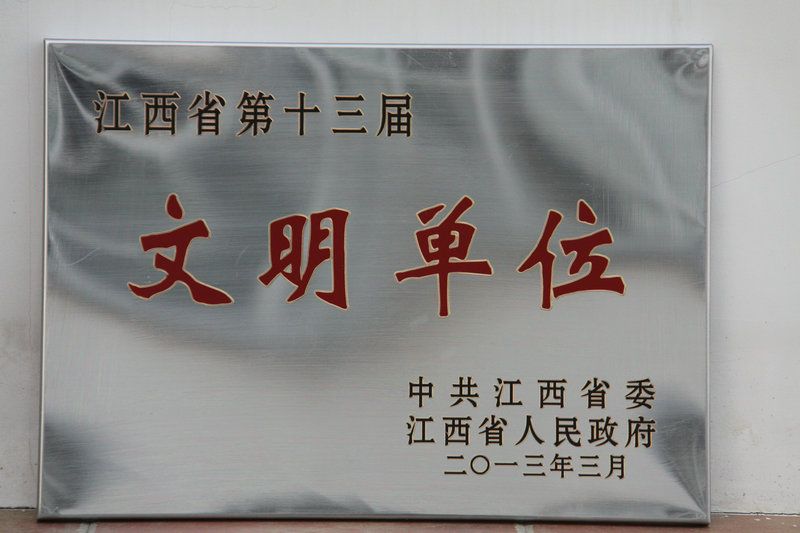 江西省第十三届
文明单位
中共江西省委
江西省人民政府
二〇一三年三月